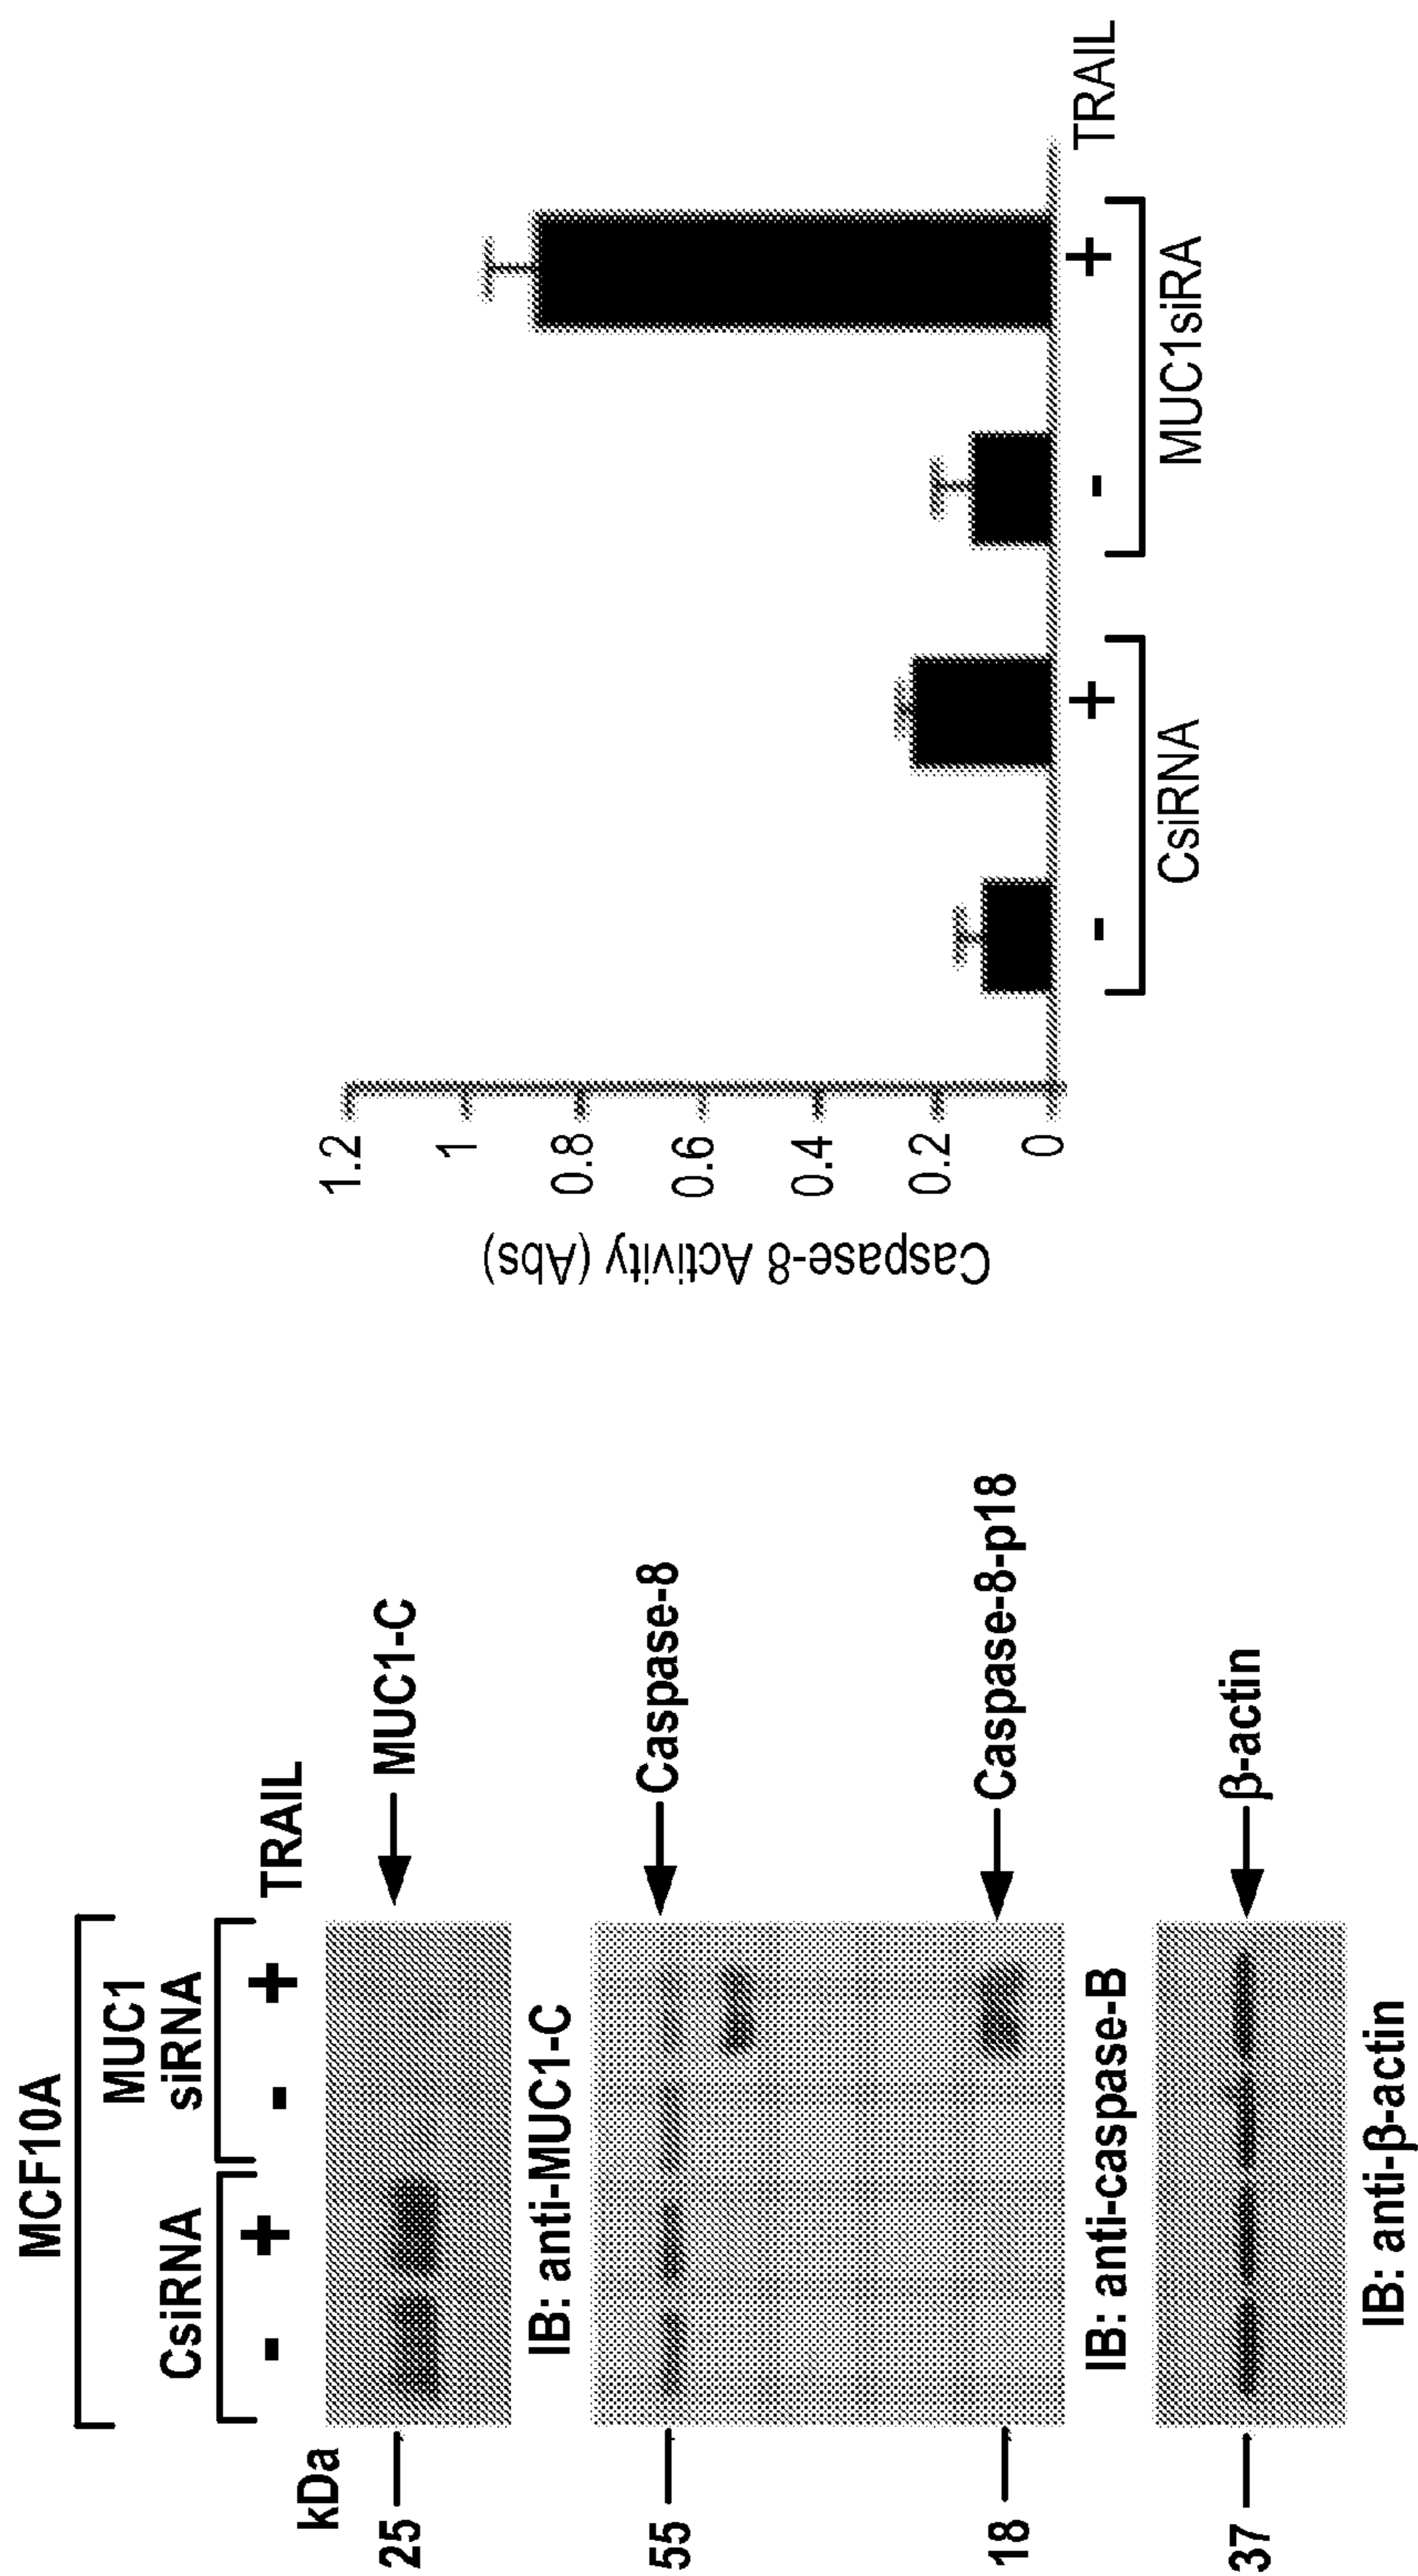 MCF10A
CsiRNA
MUC1
siRNA
kDa
- + - + TRAIL
25
MUC1-C
IB: anti-MUC1-C
55
Caspase-8
18
Caspase-8-p18
IB: anti-caspase-B
37
β-actin
IB: anti-β-actin
Caspase-8 Activity (Abs)
1.2
1
0.8
0.6
0.4
0.2
0
- + - + TRAIL
CsiRNA
MUC1siRA